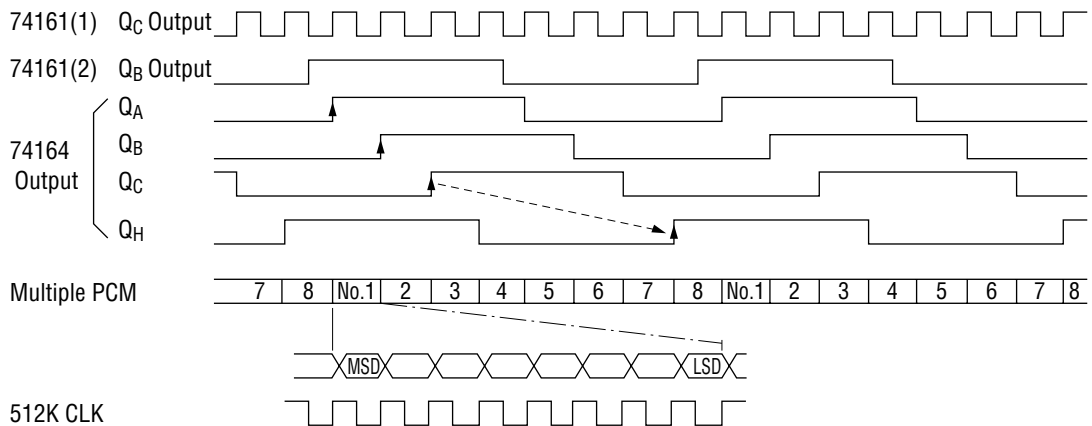 74161(1) QC Output
74161(2) QB Output
74164 Output
QA
QB
QC
QH
Multiple PCM 7 8 No.1 2 3 4 5 6 7 8 No.1 2 3 4 5 6 7 8
MSD LSD
512K CLK